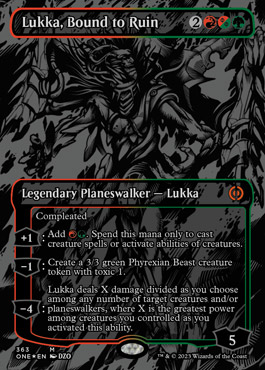 Lukka, Bound to Ruin 2
Legendary Planeswalker — Lukka
Compleated
+1 : Add . Spend this mana only to cast
creature spells or activate abilities of creatures.
-1 : Create a 3/3 green Phyrexian Beast creature
token with toxic 1.
Lukka deals X damage divided as you choose
among any number of target creatures and/or
-4 : planeswalkers, where X is the greatest power
among creatures you controlled as you
activated this ability.
5
363 M
ONE EN DZO
™ & © 2023 Wizards of the Coast